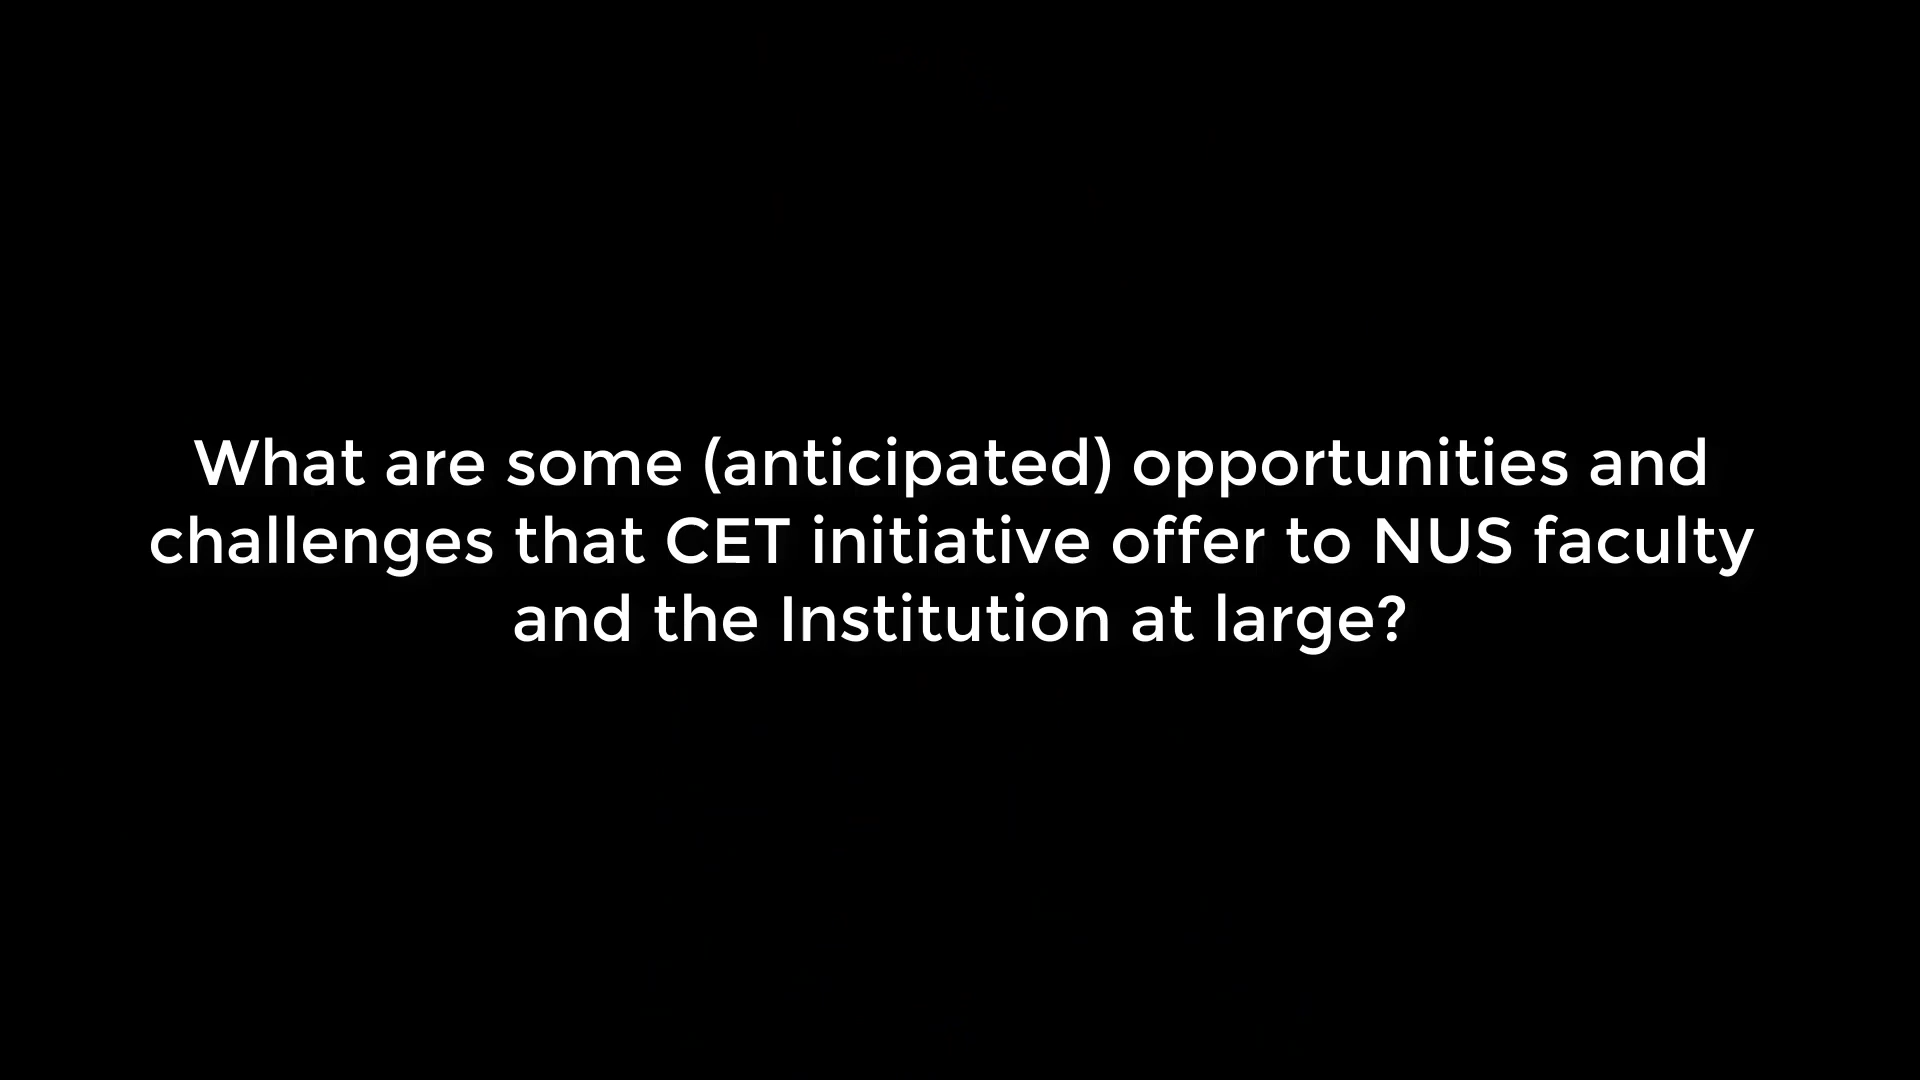 What are some (anticipated) opportunities and
challenges that CET initiative offer to NUS faculty
and the Institution at large?